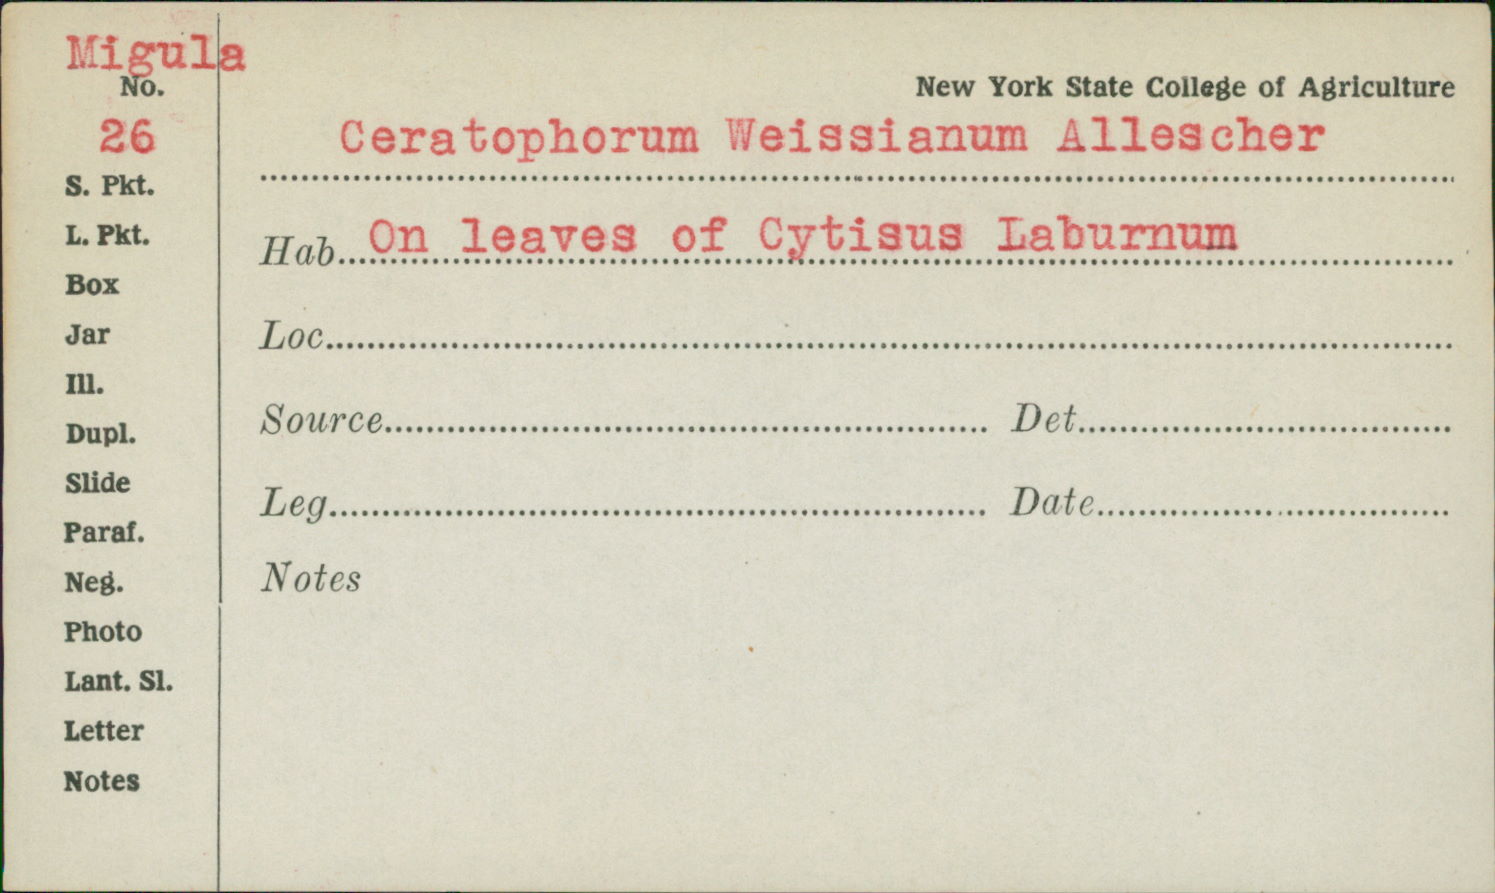 Migula
No.
26
S. Pkt.
L. Pkt.
Box
Jar
Ill.
Dupl.
Slide
Paraf.
Neg.
Photo
Lant. Sl.
Letter
Notes
New York State College of Agriculture
Ceratophorum Weissianum Allescher
Hab. On leaves of Cytisus Laburnum
Loc.
Source Det.
Leg. Date
Notes